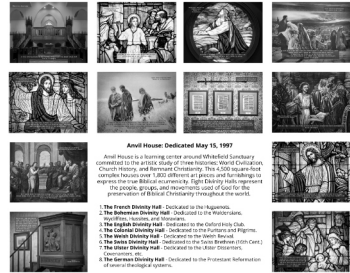 Anvil House: Dedicated May 15, 1997
Anvil House is a learning center around Whitefield Sanctuary
committed to the artistic study of three histories: World Civilization,
Church History, and Remnant Christianity. This 4,500 square-foot
complex houses over 1,800 different art pieces and furnishings to
express the true Biblical ecumenicity. Eight Divinity Halls represent
the people, groups, and movements used of God for the
preservation of Biblical Christianity throughout the world.
1. The French Divinity Hall - Dedicated to the Huguenots.
2. The Bohemian Divinity Hall - Dedicated to the Waldensians,
Wycliffites, Hussites, and Moravians.
3. The English Divinity Hall - Dedicated to the Oxford Holy Club.
4. The Colonial Divinity Hall - Dedicated to the Puritans and Pilgrims.
5. The Welsh Divinity Hall - Dedicated to the Welsh Revival.
6. The Swiss Divinity Hall - Dedicated to the Swiss Brethren (16th Cent.)
7. The Ulster Divinity Hall - Dedicated to the Ulster Dissenters,
Covenanters, etc.
8. The German Divinity Hall - Dedicated to the Protestant Reformation
of several theological systems.